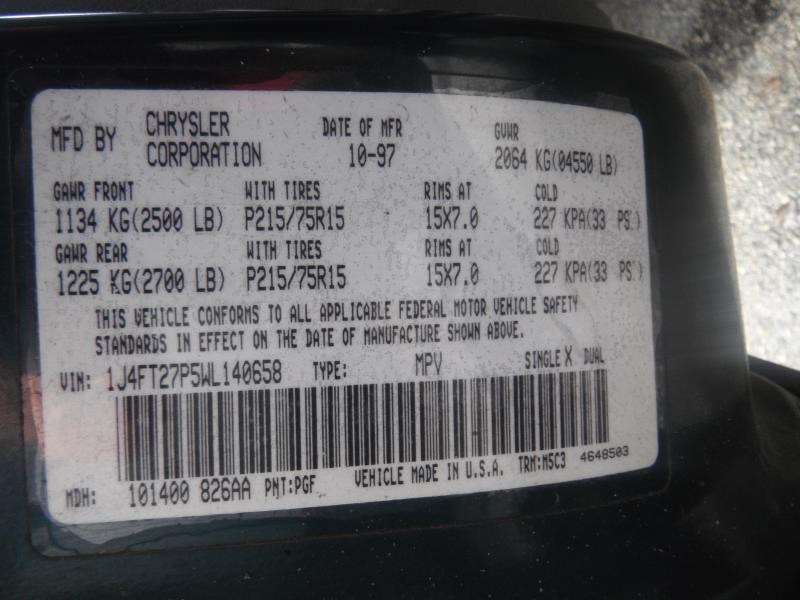 MFD BY CHRYSLER CORPORATION DATE OF MFR 10-97 GVWR 2064 KG(04550 LB)
GAWR FRONT WITH TIRES RIMS AT COLD
1134 KG(2500 LB) P215/75R15 15X7.0 227 KPA(33 PSI)
GAWR REAR WITH TIRES RIMS AT COLD
1225 KG(2700 LB) P215/75R15 15X7.0 227 KPA(33 PSI)
THIS VEHICLE CONFORMS TO ALL APPLICABLE FEDERAL MOTOR VEHICLE SAFETY
STANDARDS IN EFFECT ON THE DATE OF MANUFACTURE SHOWN ABOVE.
VIN: 1J4FT27P5WL140658 TYPE: MPV SINGLE X DUAL
MDH: 101400 826AA PNT:PGF VEHICLE MADE IN U.S.A. TRM:M5C3 4648503